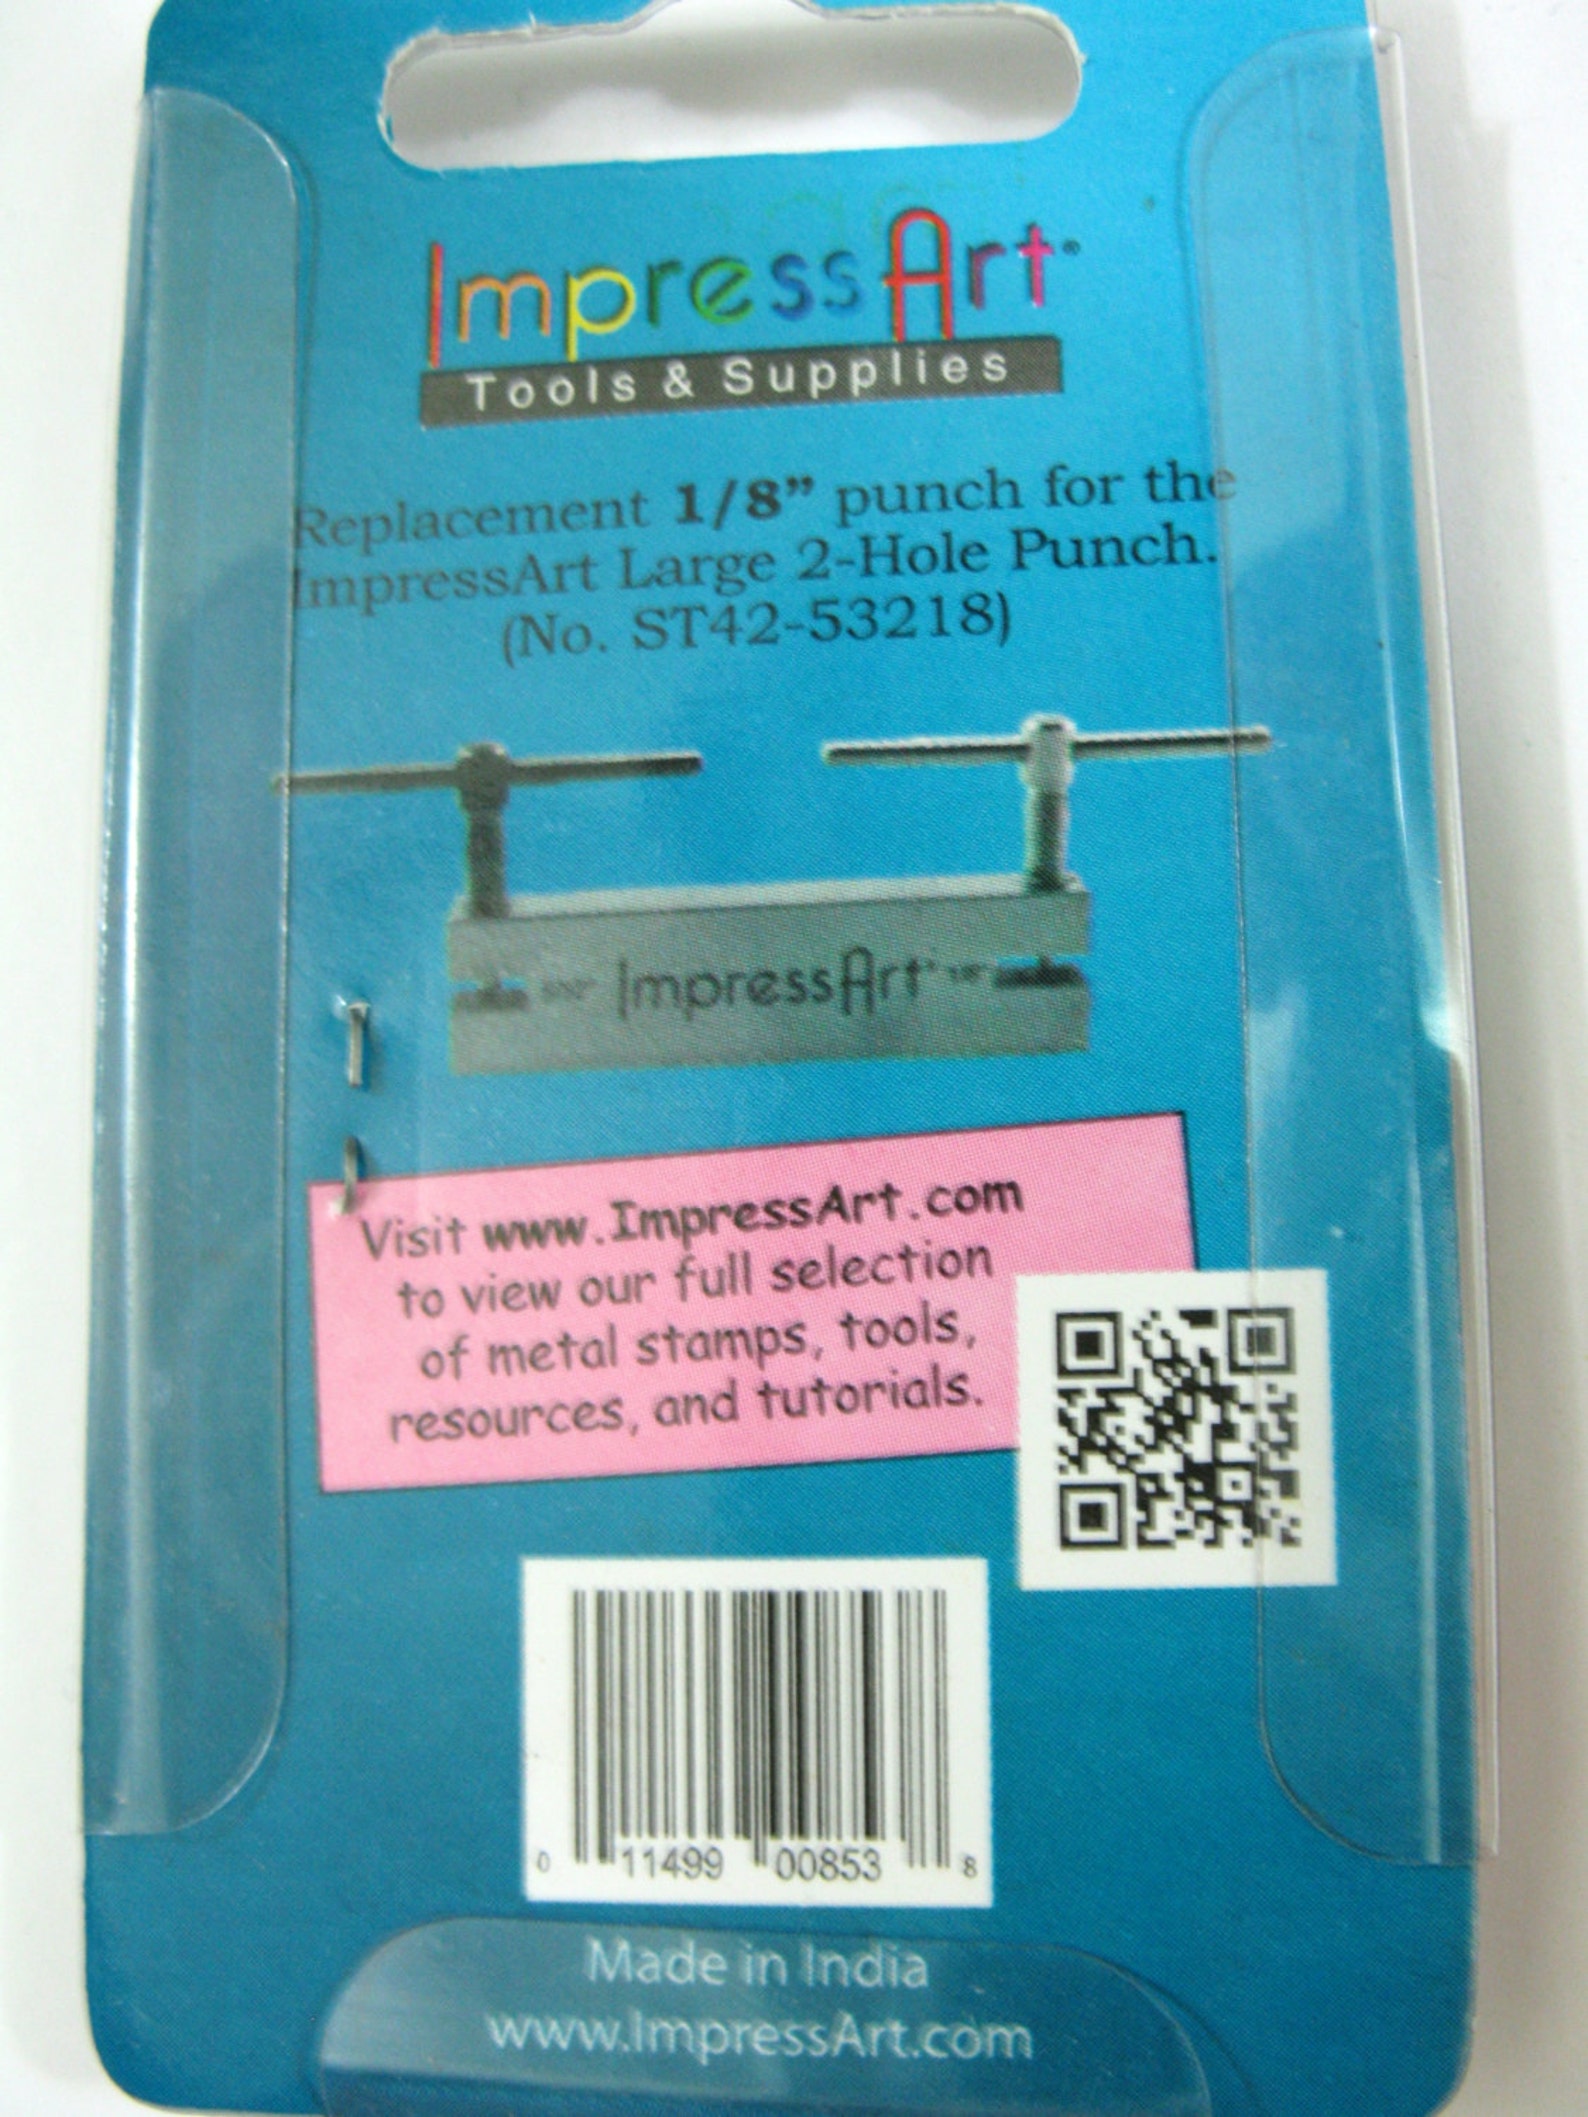 ImpressArt®
Tools & Supplies
Replacement 1/8” punch for the
ImpressArt Large 2-Hole Punch.
(No. ST42-53218)
ImpressArt
Visit www.ImpressArt.com
to view our full selection
of metal stamps, tools,
resources, and tutorials.
0 11499 00853 8
Made in India
www.ImpressArt.com